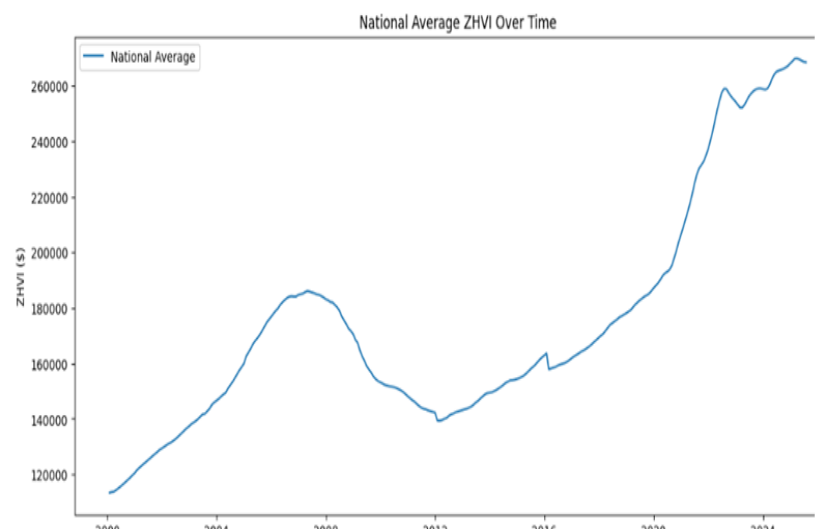 National Average ZHVI Over Time
National Average
260000
240000
220000
200000
180000
160000
140000
120000
ZHVI ($)